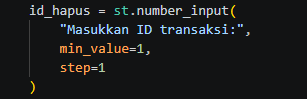 id_hapus = st.number_input(
    "Masukkan ID transaksi:",
    min_value=1,
    step=1
)